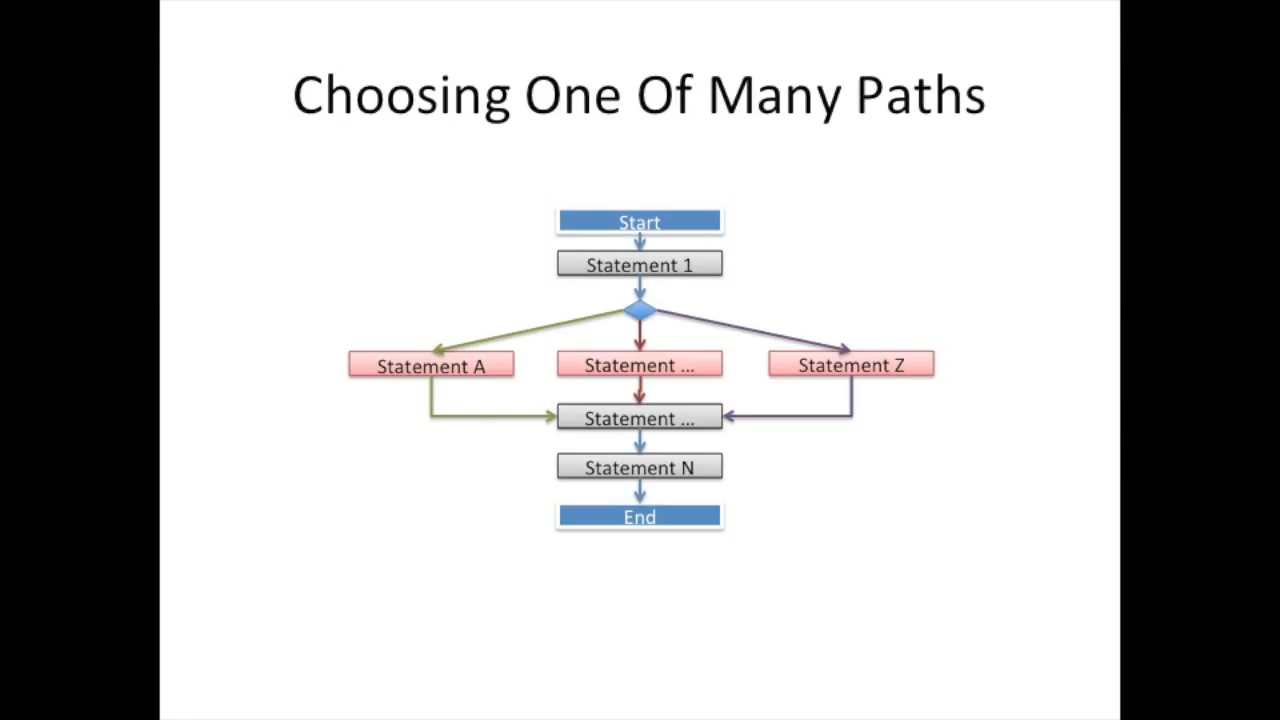 Choosing One Of Many Paths
Start
Statement 1
Statement A
Statement ...
Statement Z
Statement ...
Statement N
End